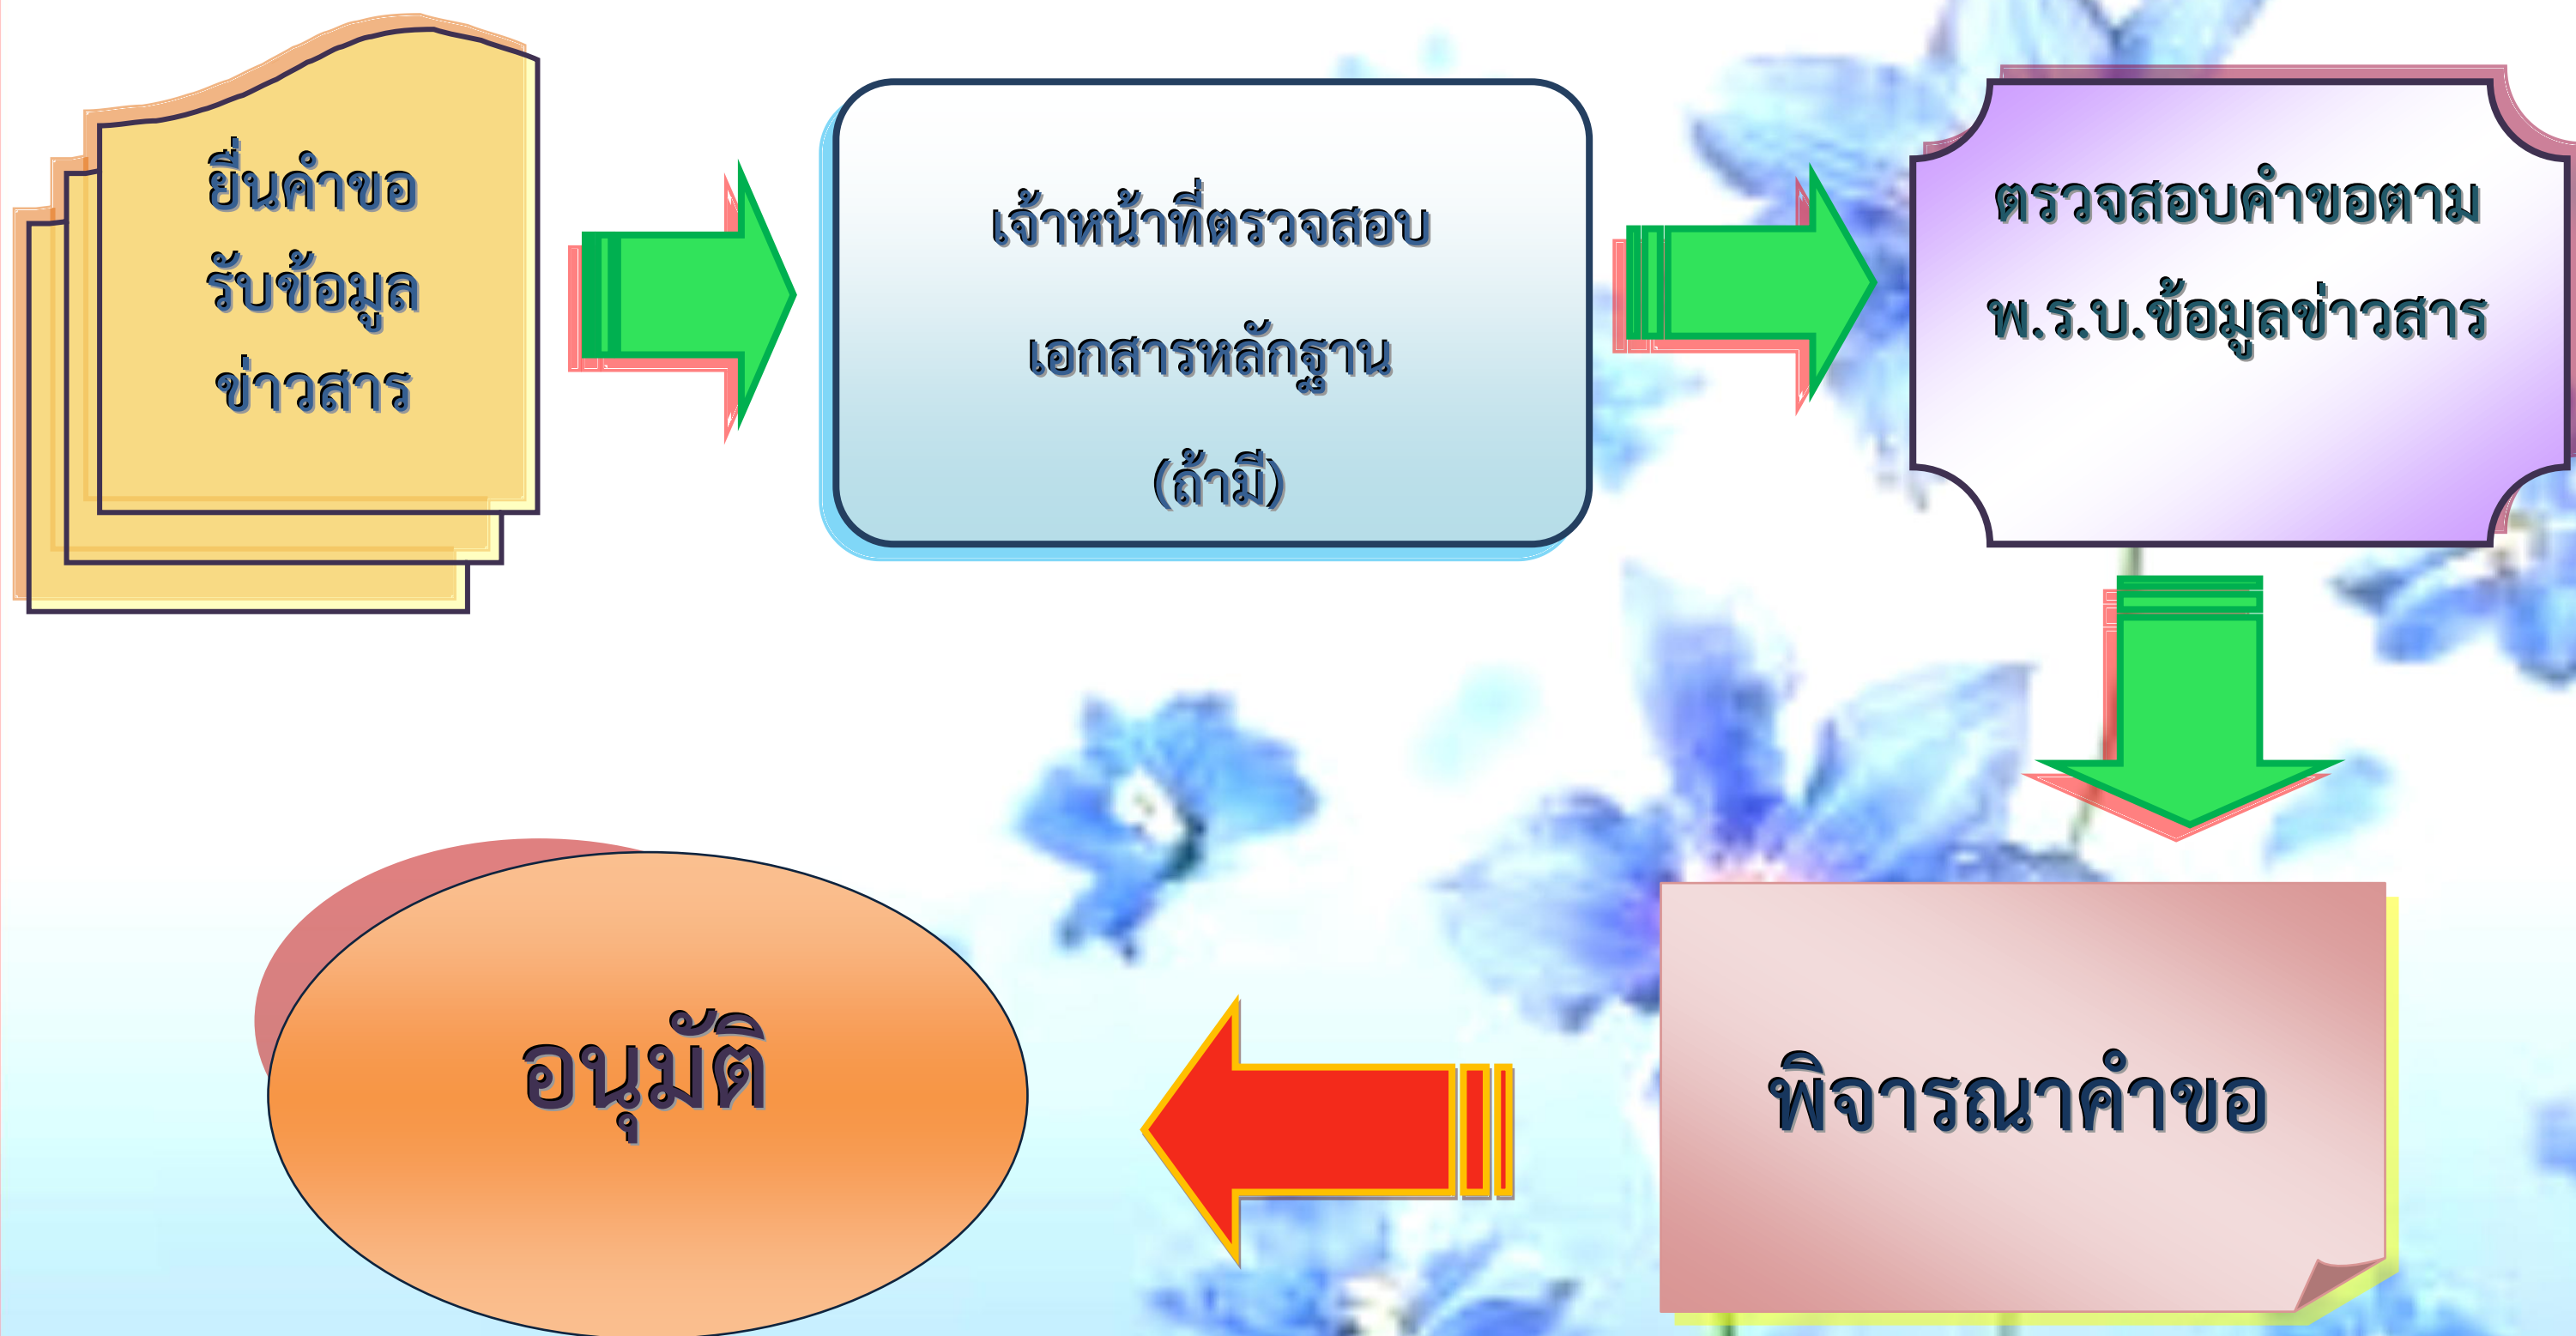 ยื่นคำขอ
รับข้อมูล
ข่าวสาร
เจ้าหน้าที่ตรวจสอบ
เอกสารหลักฐาน
(ถ้ามี)
ตรวจสอบคำขอตาม
พ.ร.บ.ข้อมูลข่าวสาร
พิจารณาคำขอ
อนุมัติ